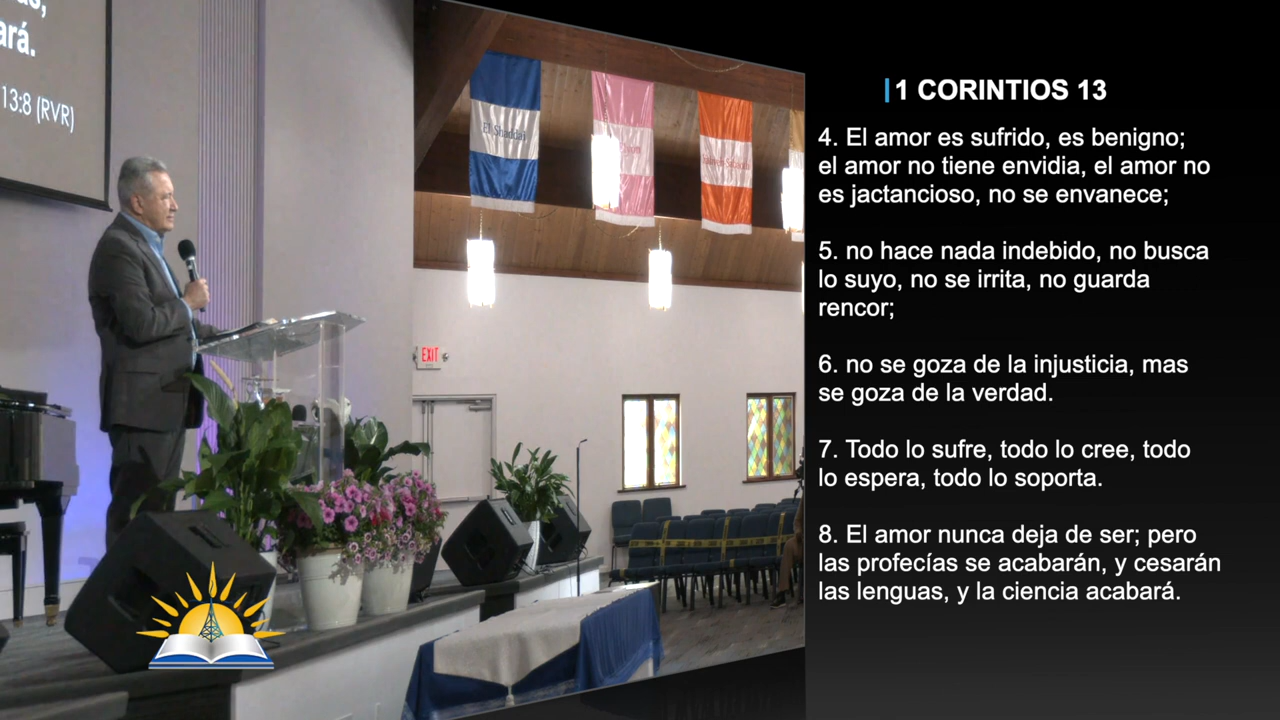 ará.
13:8 (RVR)
El Shaddai
EXIT
1 CORINTIOS 13
4. El amor es sufrido, es benigno;
el amor no tiene envidia, el amor no
es jactancioso, no se envanece;
5. no hace nada indebido, no busca
lo suyo, no se irrita, no guarda
rencor;
6. no se goza de la injusticia, mas
se goza de la verdad.
7. Todo lo sufre, todo lo cree, todo
lo espera, todo lo soporta.
8. El amor nunca deja de ser; pero
las profecías se acabarán, y cesarán
las lenguas, y la ciencia acabará.